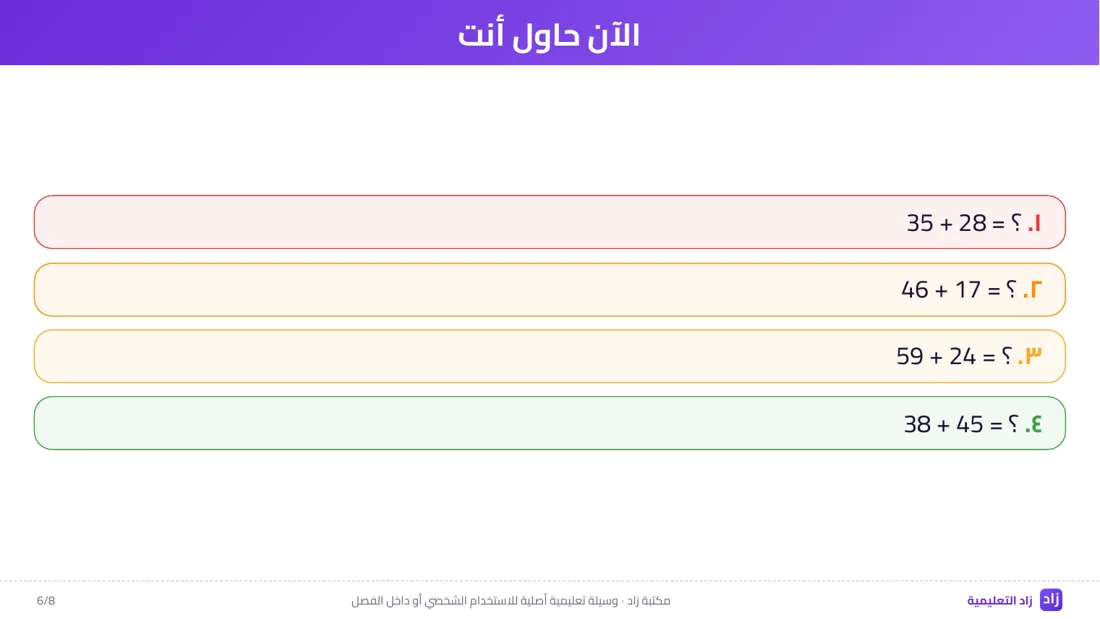 الآن حاول أنت
١. 35 + 28 = ؟
٢. 46 + 17 = ؟
٣. 59 + 24 = ؟
٤. 38 + 45 = ؟
زاد زاد التعليمية
مكتبة زاد · وسيلة تعليمية أصلية للاستخدام الشخصي أو داخل الفصل
6/8